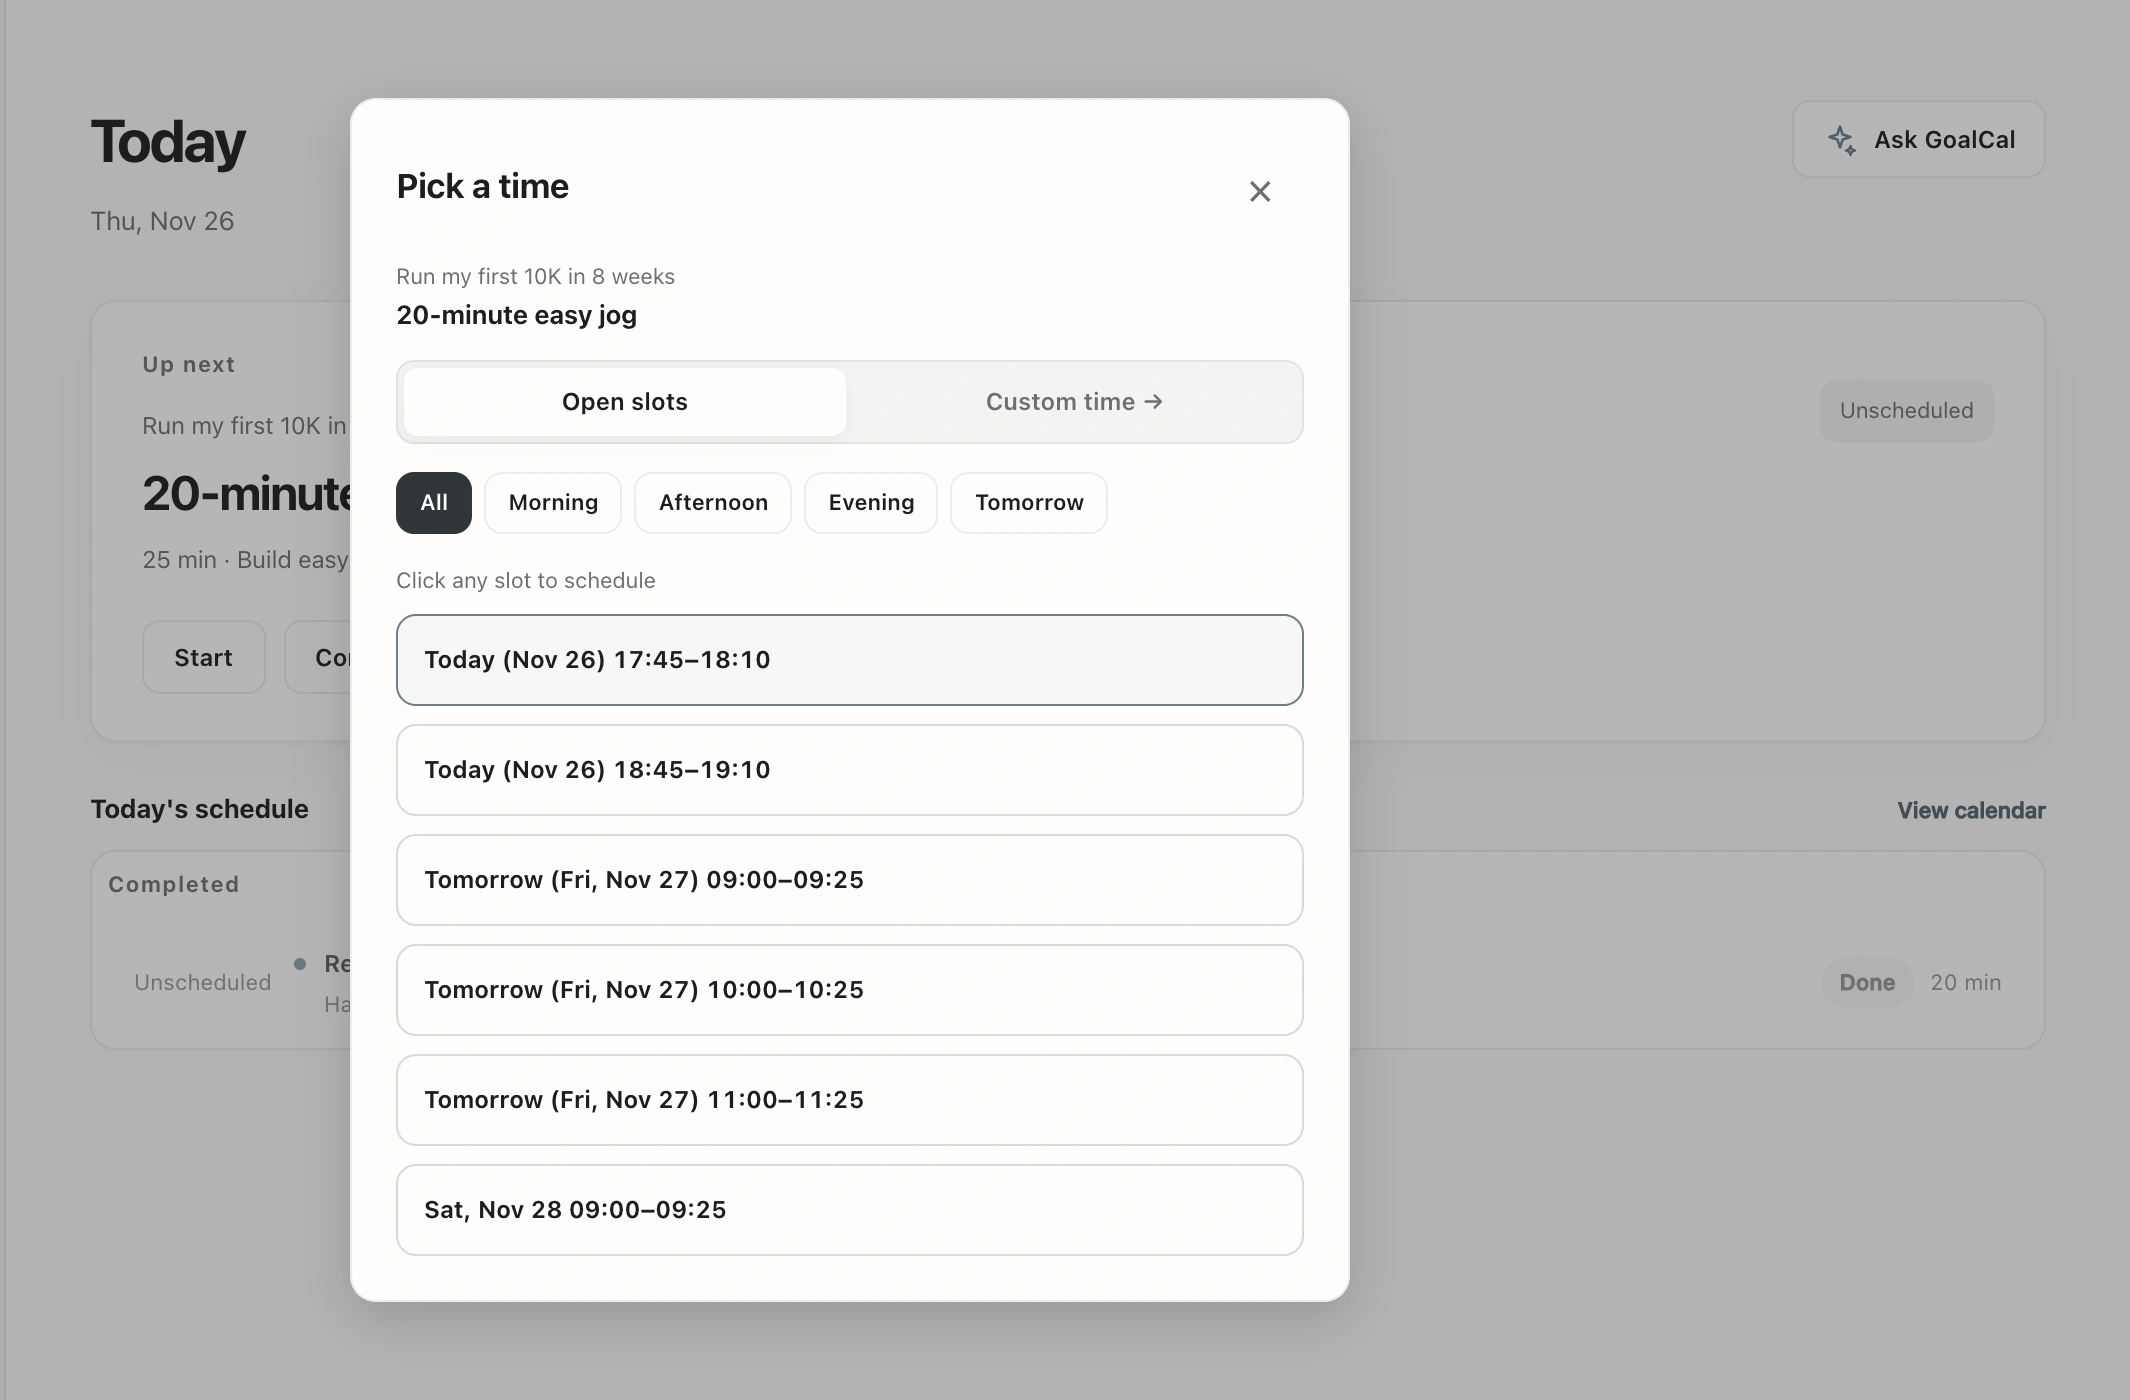 Today
Thu, Nov 26
Ask GoalCal
Up next
Run my first 10K in
20-minute
25 min · Build easy
Start
Unscheduled
Today's schedule
View calendar
Completed
Unscheduled
Done
20 min
Pick a time
Run my first 10K in 8 weeks
20-minute easy jog
Open slots
Custom time →
All
Morning
Afternoon
Evening
Tomorrow
Click any slot to schedule
Today (Nov 26) 17:45–18:10
Today (Nov 26) 18:45–19:10
Tomorrow (Fri, Nov 27) 09:00–09:25
Tomorrow (Fri, Nov 27) 10:00–10:25
Tomorrow (Fri, Nov 27) 11:00–11:25
Sat, Nov 28 09:00–09:25